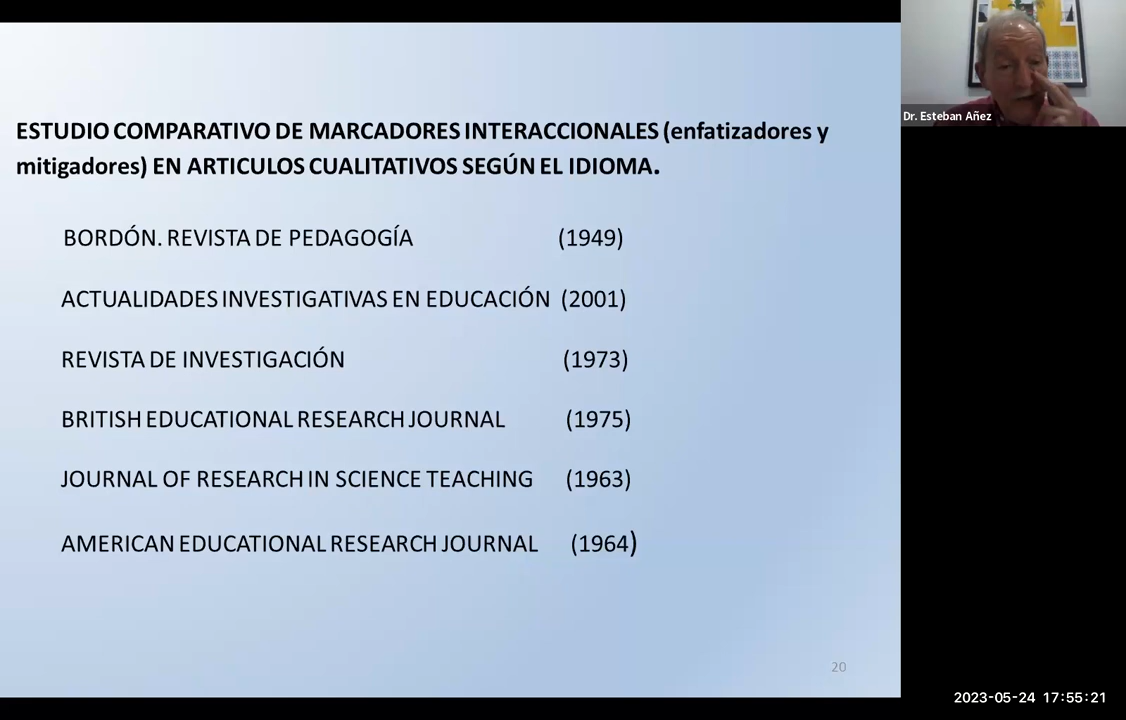 ESTUDIO COMPARATIVO DE MARCADORES INTERACCIONALES (enfatizadores y
mitigadores) EN ARTICULOS CUALITATIVOS SEGÚN EL IDIOMA.
BORDÓN. REVISTA DE PEDAGOGÍA (1949)
ACTUALIDADES INVESTIGATIVAS EN EDUCACIÓN (2001)
REVISTA DE INVESTIGACIÓN (1973)
BRITISH EDUCATIONAL RESEARCH JOURNAL (1975)
JOURNAL OF RESEARCH IN SCIENCE TEACHING (1963)
AMERICAN EDUCATIONAL RESEARCH JOURNAL (1964)
20
Dr. Esteban Añez
2023-05-24 17:55:21